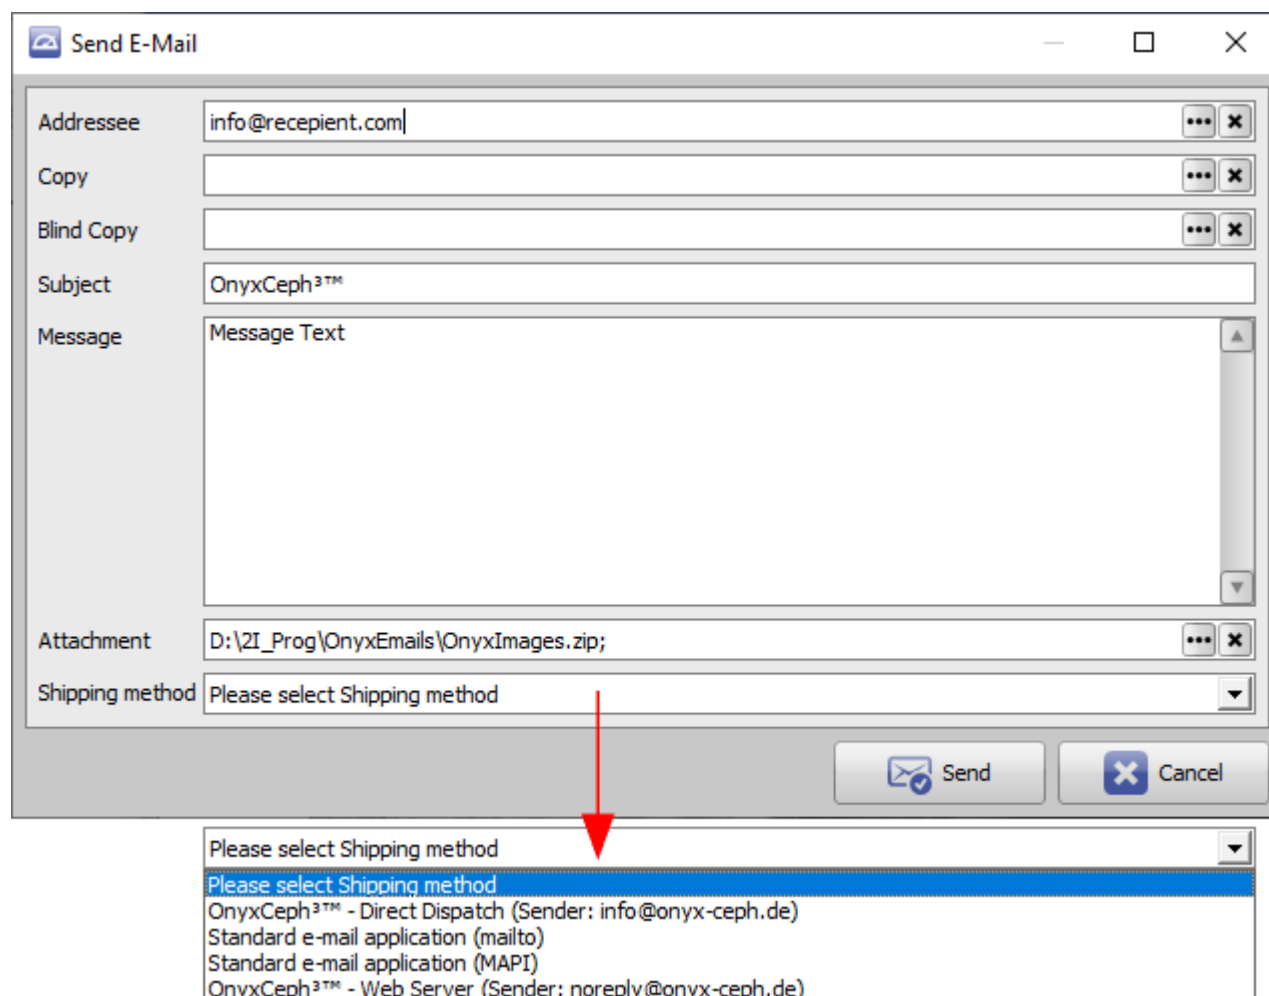 Send E-Mail
Addressee info@recepient.com
Copy
Blind Copy
Subject OnyxCeph³™
Message Message Text
Attachment D:\2I_Prog\OnyxEmails\OnyxImages.zip;
Shipping method Please select Shipping method
Send Cancel
Please select Shipping method
Please select Shipping method
OnyxCeph³™ - Direct Dispatch (Sender: info@onyx-ceph.de)
Standard e-mail application (mailto)
Standard e-mail application (MAPI)
OnyxCeph³™ - Web Server (Sender: noreply@onyx-ceph.de)